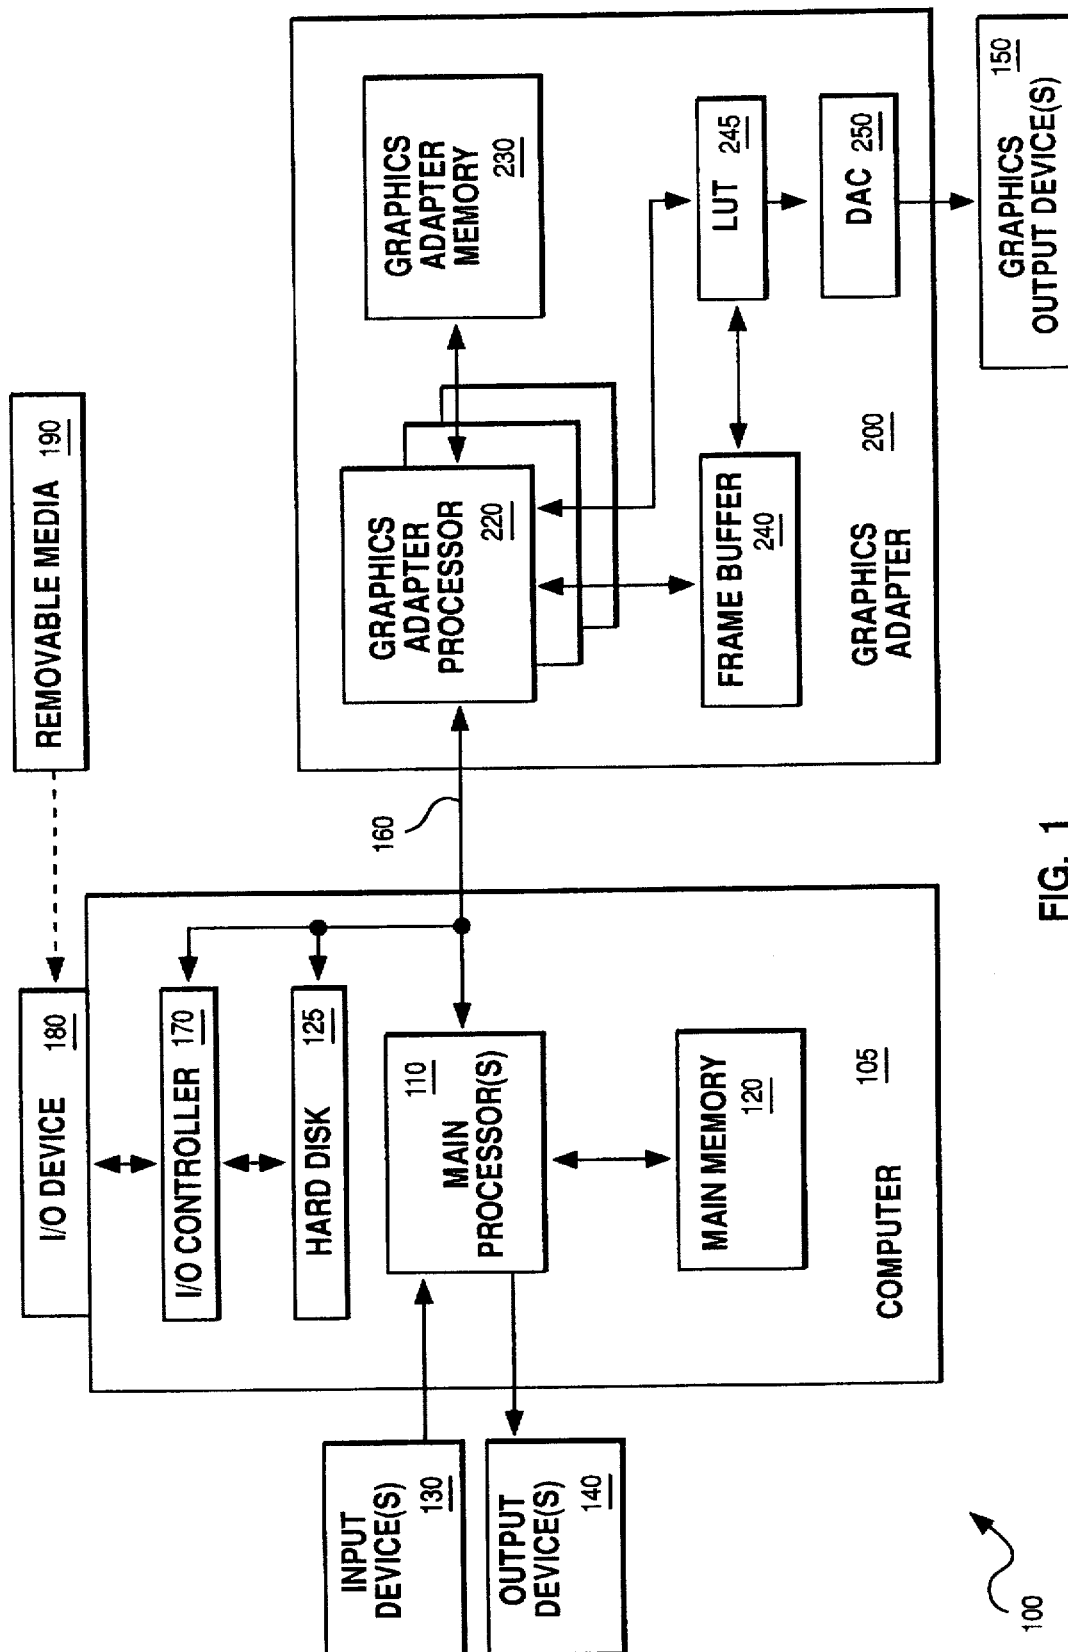 REMOVABLE MEDIA 190
I/O DEVICE 180
I/O CONTROLLER 170
HARD DISK 125
INPUT
DEVICE(S)
130
OUTPUT
DEVICE(S)
140
MAIN
PROCESSOR(S)
110
MAIN MEMORY
120
COMPUTER
105
160
GRAPHICS
ADAPTER
PROCESSOR
220
GRAPHICS
ADAPTER
MEMORY
230
FRAME BUFFER
240
LUT 245
DAC 250
GRAPHICS
ADAPTER
200
GRAPHICS
OUTPUT DEVICE(S)
150
100
FIG. 1